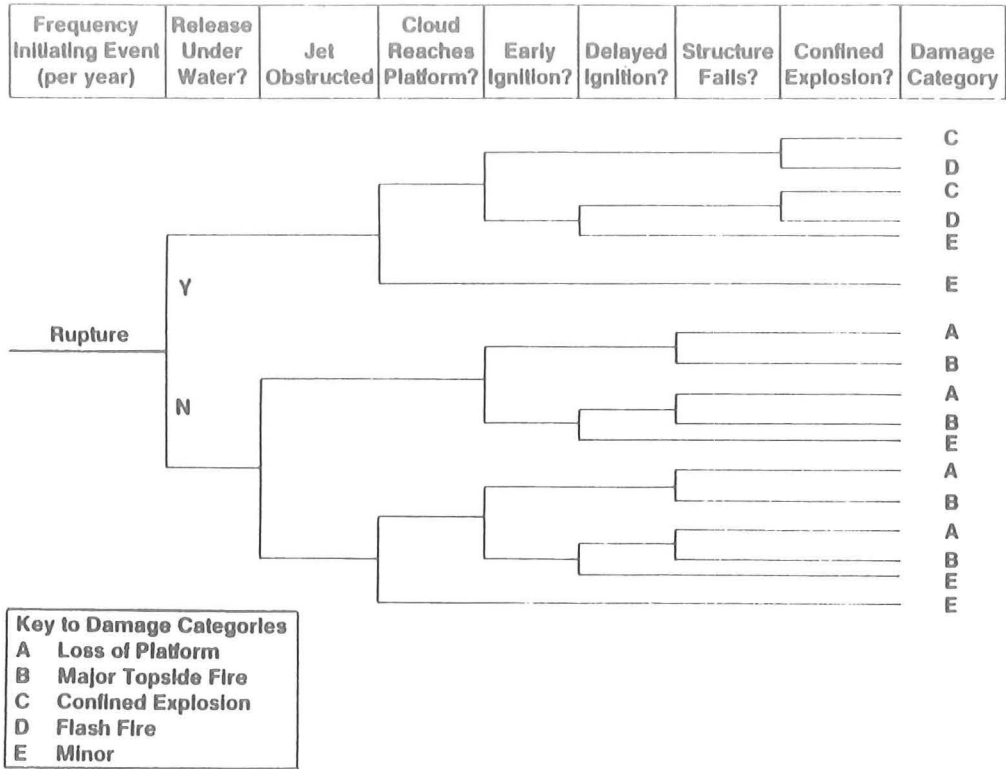 Frequency
Initiating Event
(per year)
Release
Under
Water?
Jet
Obstructed
Cloud
Reaches
Platform?
Early
Ignition?
Delayed
Ignition?
Structure
Fails?
Confined
Explosion?
Damage
Category
C
D
C
D
E
Y
E
Rupture
A
B
N
A
B
E
A
B
A
B
E
E
Key to Damage Categories
A Loss of Platform
B Major Topside Fire
C Confined Explosion
D Flash Fire
E Minor